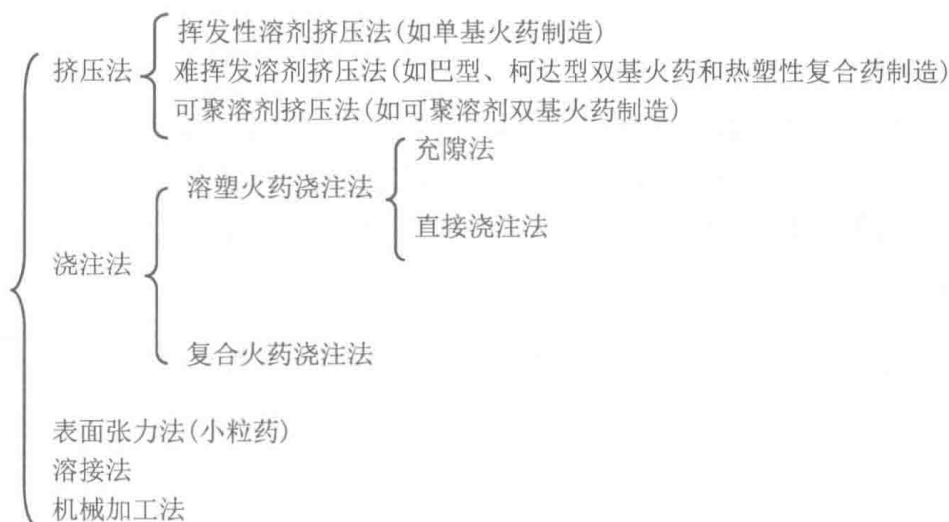 挤压法
挥发性溶剂挤压法(如单基火药制造)
难挥发溶剂挤压法(如巴型、柯达型双基火药和热塑性复合药制造)
可聚溶剂挤压法(如可聚溶剂双基火药制造)
浇注法
溶塑火药浇注法
充隙法
直接浇注法
复合火药浇注法
表面张力法(小粒药)
溶接法
机械加工法